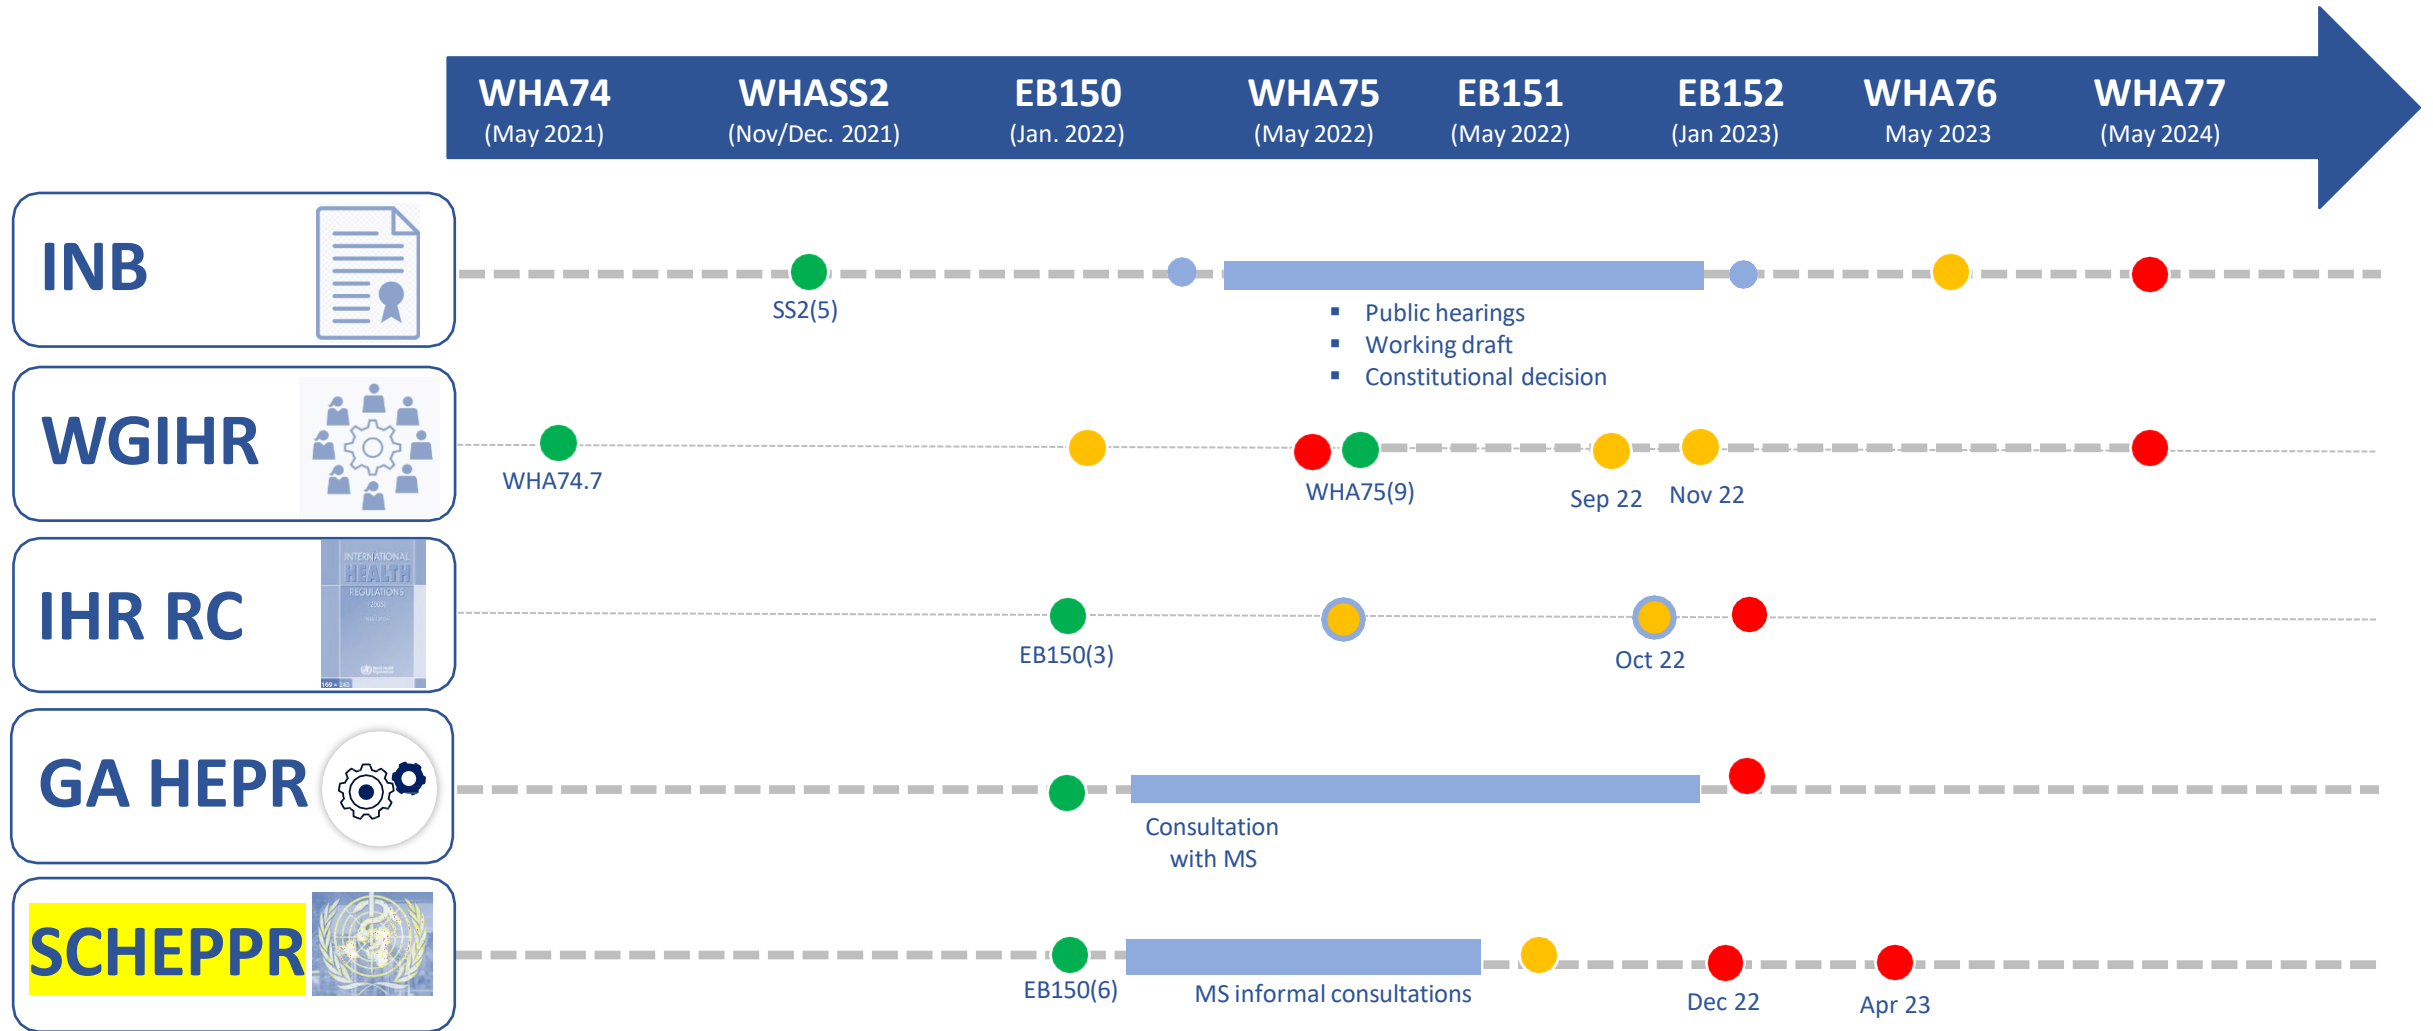 WHA74
(May 2021)
WHASS2
(Nov/Dec. 2021)
EB150
(Jan. 2022)
WHA75
(May 2022)
EB151
(May 2022)
EB152
(Jan 2023)
WHA76
May 2023
WHA77
(May 2024)
INB
SS2(5)
▪ Public hearings
▪ Working draft
▪ Constitutional decision
WGIHR
WHA74.7
WHA75(9)
Sep 22
Nov 22
IHR RC
INTERNATIONAL
HEALTH
REGULATIONS
(2005)
EB150(3)
Oct 22
GA HEPR
Consultation
with MS
SCHEPPR
EB150(6)
MS informal consultations
Dec 22
Apr 23